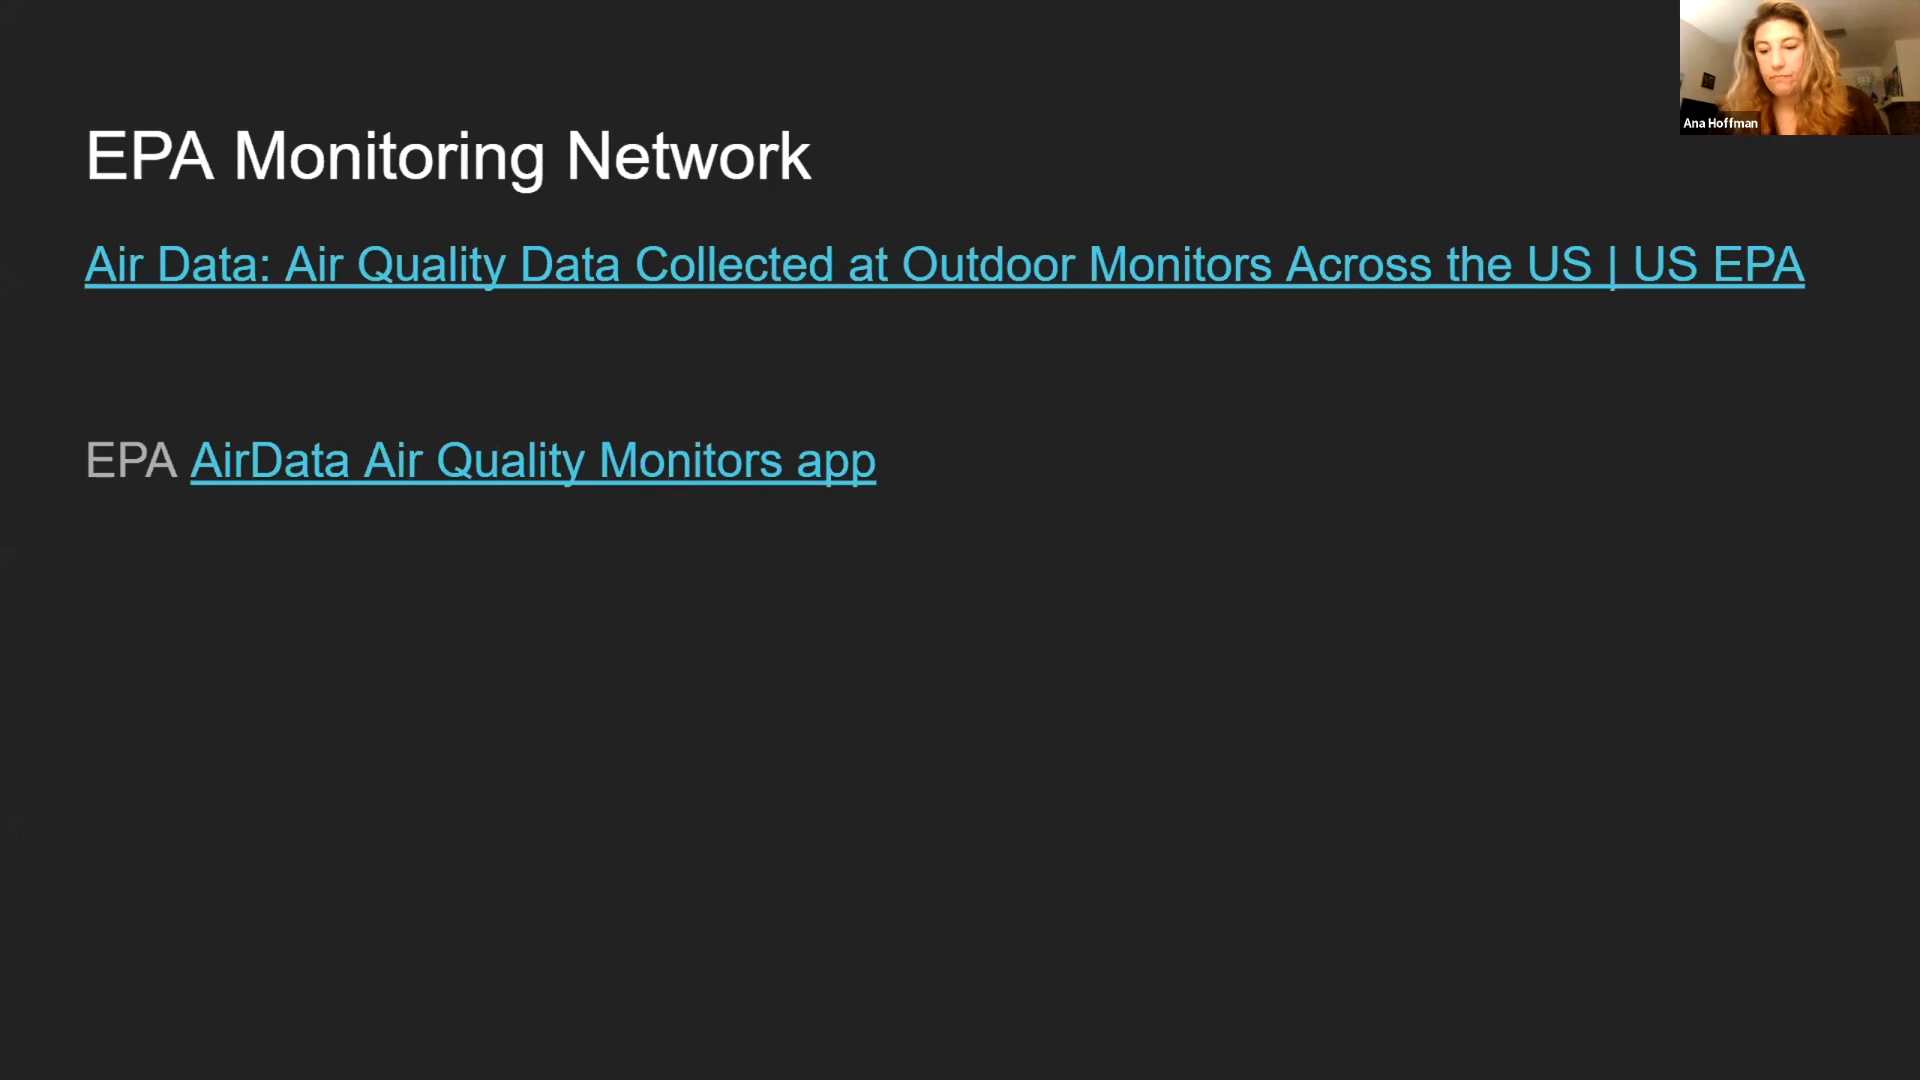 EPA Monitoring Network
Air Data: Air Quality Data Collected at Outdoor Monitors Across the US | US EPA
EPA AirData Air Quality Monitors app
Ana Hoffman